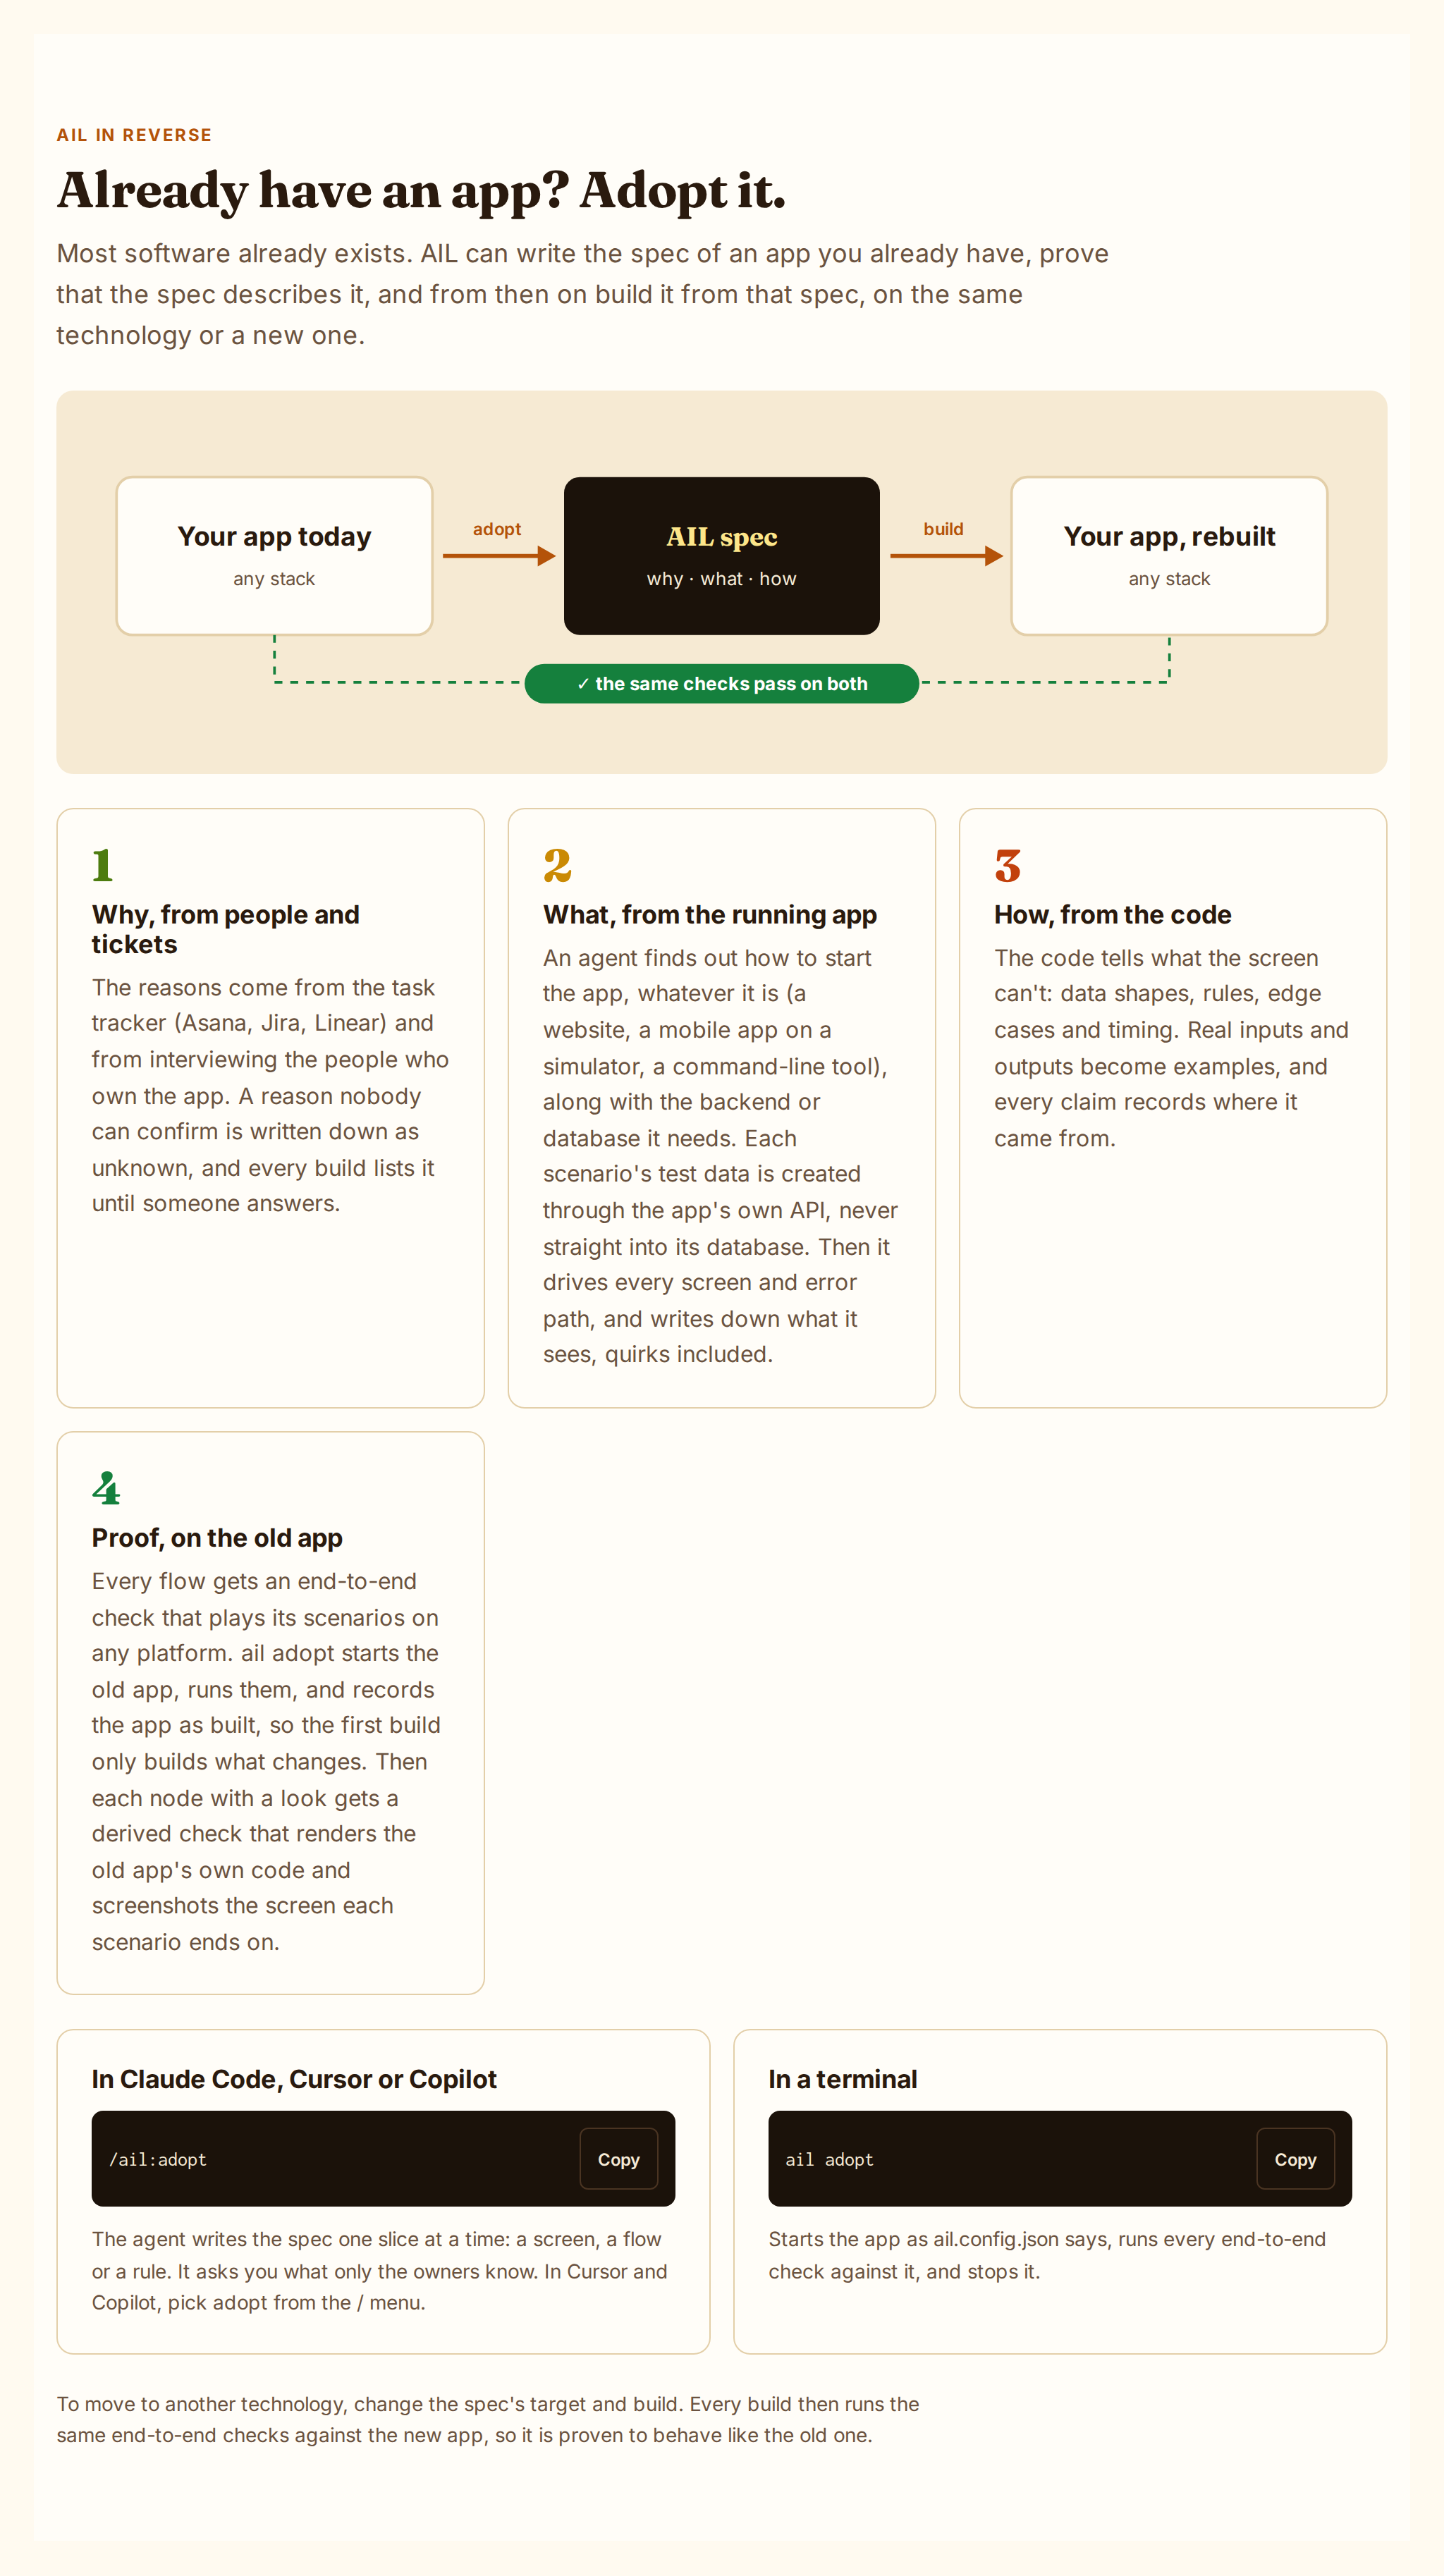 AIL IN REVERSE
Already have an app? Adopt it.
Most software already exists. AIL can write the spec of an app you already have, prove
that the spec describes it, and from then on build it from that spec, on the same
technology or a new one.
Your app today
any stack
adopt
AIL spec
why · what · how
build
Your app, rebuilt
any stack
✓ the same checks pass on both
1
Why, from people and
tickets
The reasons come from the task
tracker (Asana, Jira, Linear) and
from interviewing the people who
own the app. A reason nobody
can confirm is written down as
unknown, and every build lists it
until someone answers.
2
What, from the running app
An agent finds out how to start
the app, whatever it is (a
website, a mobile app on a
simulator, a command-line tool),
along with the backend or
database it needs. Each
scenario's test data is created
through the app's own API, never
straight into its database. Then it
drives every screen and error
path, and writes down what it
sees, quirks included.
3
How, from the code
The code tells what the screen
can't: data shapes, rules, edge
cases and timing. Real inputs and
outputs become examples, and
every claim records where it
came from.
4
Proof, on the old app
Every flow gets an end-to-end
check that plays its scenarios on
any platform. ail adopt starts the
old app, runs them, and records
the app as built, so the first build
only builds what changes. Then
each node with a look gets a
derived check that renders the
old app's own code and
screenshots the screen each
scenario ends on.
In Claude Code, Cursor or Copilot
/ail:adopt
Copy
The agent writes the spec one slice at a time: a screen, a flow
or a rule. It asks you what only the owners know. In Cursor and
Copilot, pick adopt from the / menu.
In a terminal
ail adopt
Copy
Starts the app as ail.config.json says, runs every end-to-end
check against it, and stops it.
To move to another technology, change the spec's target and build. Every build then runs the
same end-to-end checks against the new app, so it is proven to behave like the old one.